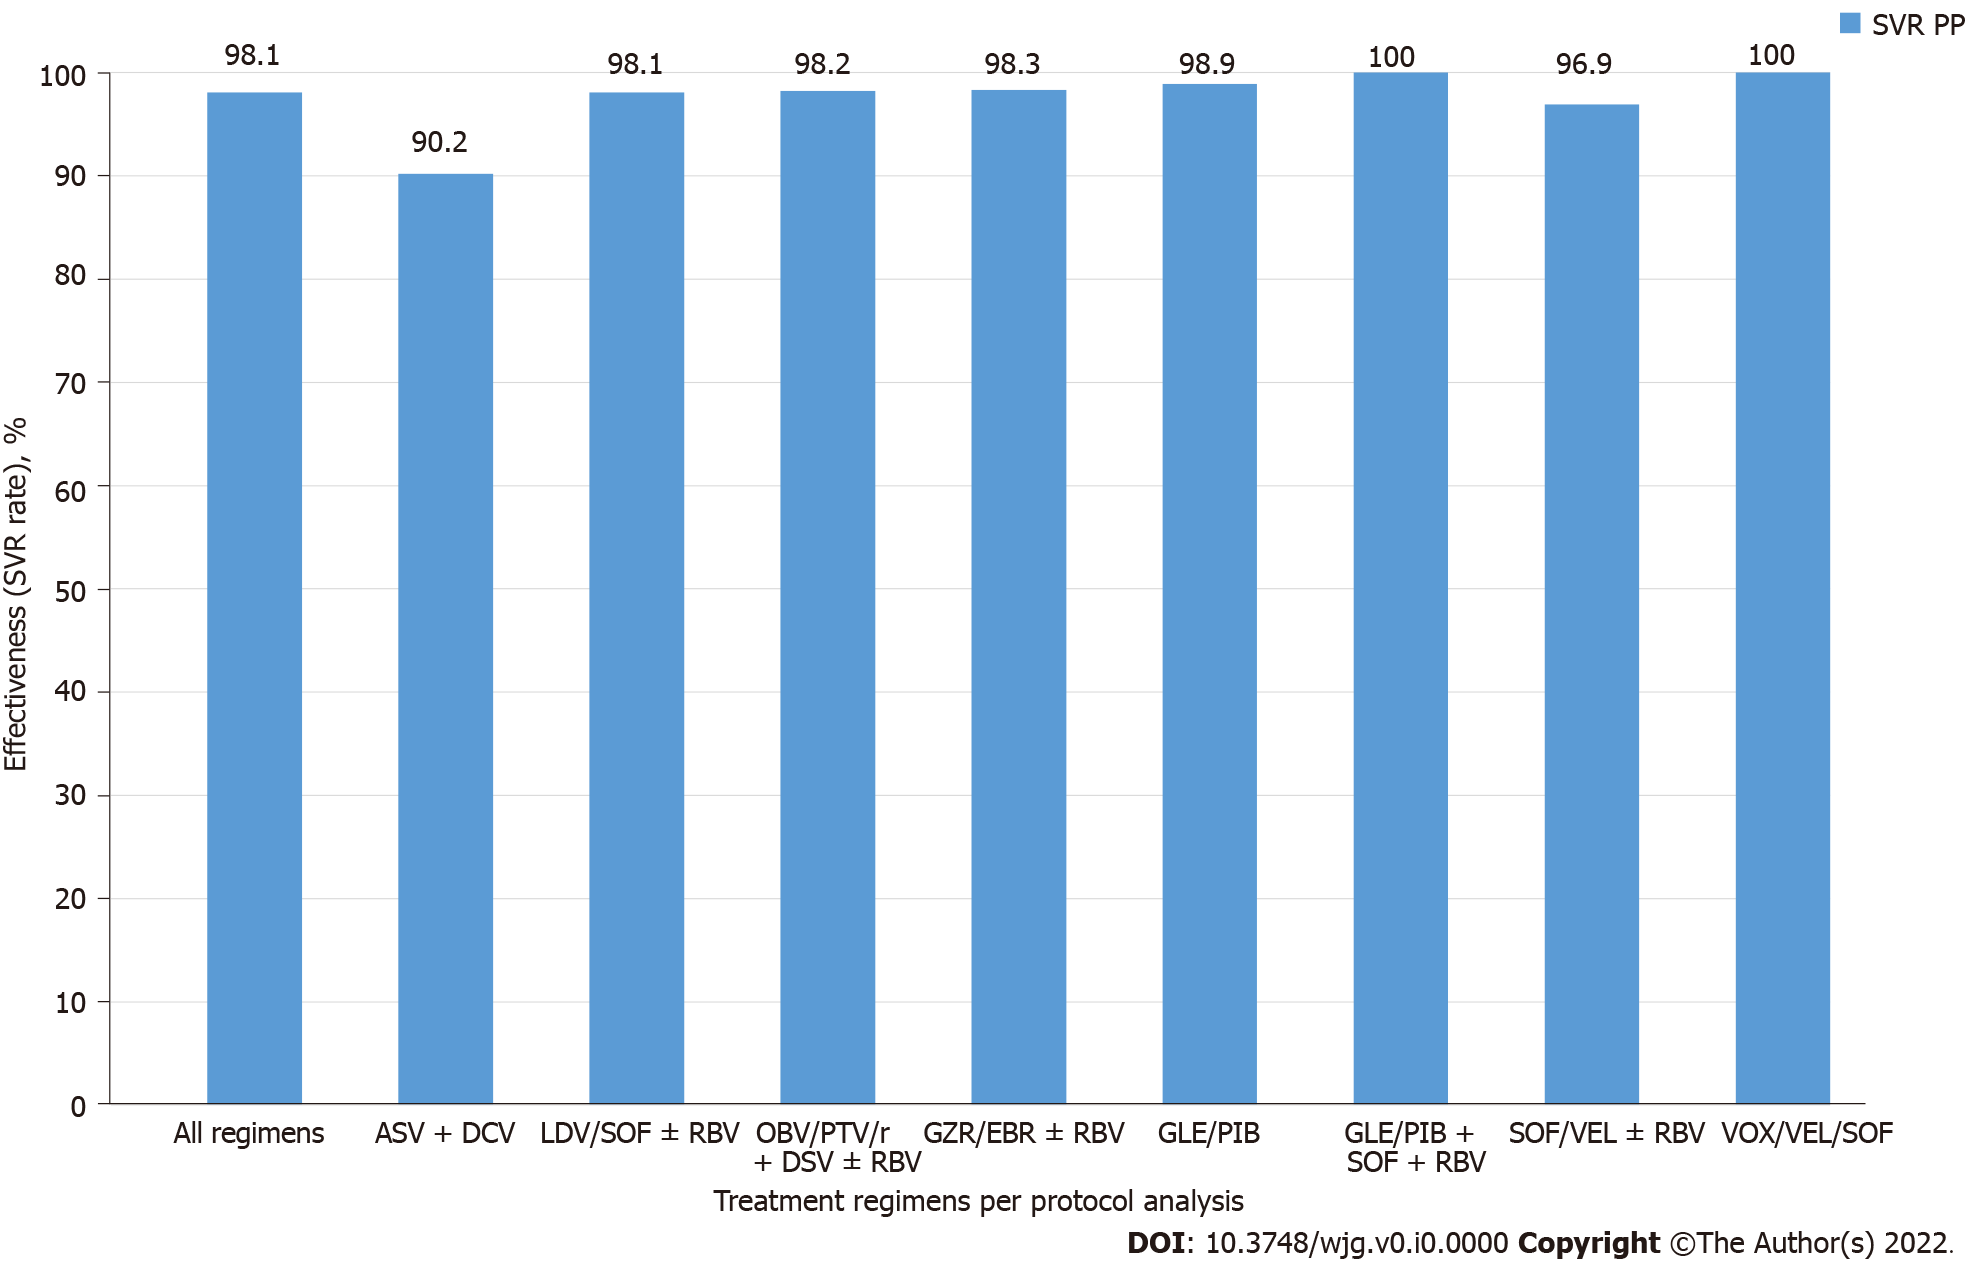 SVR PP
98.1
90.2
98.1
98.2
98.3
98.9
100
96.9
100
100
90
80
70
60
50
40
30
20
10
0
Effectiveness (SVR rate), %
All regimens
ASV + DCV
LDV/SOF ± RBV
OBV/PTV/r
+ DSV ± RBV
GZR/EBR ± RBV
GLE/PIB
GLE/PIB +
SOF + RBV
SOF/VEL ± RBV
VOX/VEL/SOF
Treatment regimens per protocol analysis
DOI: 10.3748/wjg.v0.i0.0000 Copyright ©The Author(s) 2022.